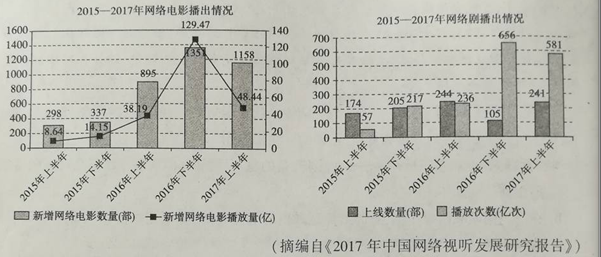 2015—2017年网络电影播出情况
1600
1400
1200
1000
800
600
400
200
0
140
120
100
80
60
40
20
0
298
337
895
1351
1158
8.64
14.15
38.19
129.47
48.44
2015年上半年
2015年下半年
2016年上半年
2016年下半年
2017年上半年
新增网络电影数量(部)
新增网络电影播放量(亿)
2015—2017年网络剧播出情况
700
600
500
400
300
200
100
0
174
57
205
217
244
236
105
656
241
581
2015年上半年
2015年下半年
2016年上半年
2016年下半年
2017年上半年
上线数量(部)
播放次数(亿次)
(摘编自《2017年中国网络视听发展研究报告》)